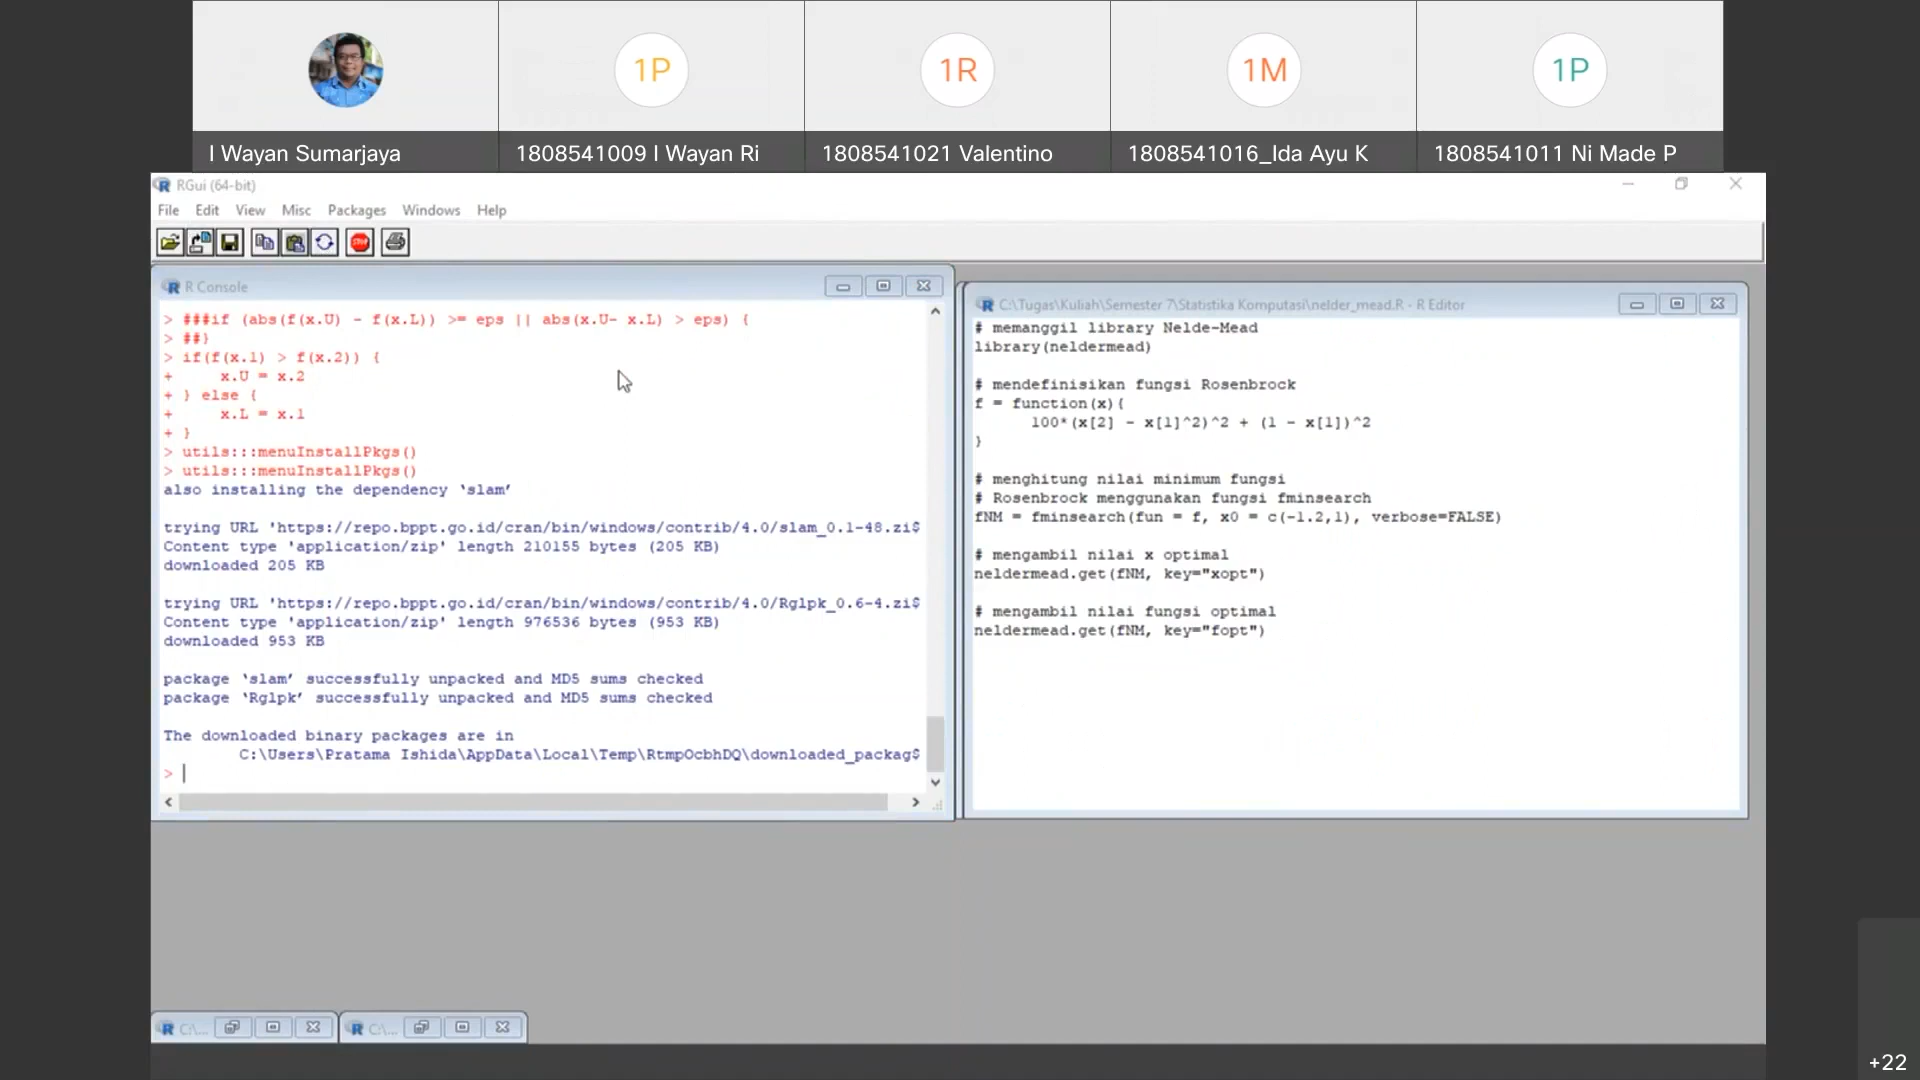 1P
1R
1M
1P
I Wayan Sumarjaya
1808541009 I Wayan Ri
1808541021 Valentino
1808541016_Ida Ayu K
1808541011 Ni Made P
RGui (64-bit)
File Edit View Misc Packages Windows Help
STOP
R Console
> ###if (abs(f(x.U) - f(x.L)) >= eps || abs(x.U- x.L) > eps) {
> ##}
> if(f(x.1) > f(x.2)) {
+     x.U = x.2
+ } else {
+     x.L = x.1
+ }
> utils:::menuInstallPkgs()
> utils:::menuInstallPkgs()
also installing the dependency ‘slam’
trying URL 'https://repo.bppt.go.id/cran/bin/windows/contrib/4.0/slam_0.1-48.zi$
Content type 'application/zip' length 210155 bytes (205 KB)
downloaded 205 KB
trying URL 'https://repo.bppt.go.id/cran/bin/windows/contrib/4.0/Rglpk_0.6-4.zi$
Content type 'application/zip' length 976536 bytes (953 KB)
downloaded 953 KB
package ‘slam’ successfully unpacked and MD5 sums checked
package ‘Rglpk’ successfully unpacked and MD5 sums checked
The downloaded binary packages are in
        C:\Users\Pratama Ishida\AppData\Local\Temp\RtmpOcbhDQ\downloaded_packag$
>
C:\Tugas\Kuliah\Semester 7\Statistika Komputasi\nelder_mead.R - R Editor
# memanggil library Nelde-Mead
library(neldermead)
# mendefinisikan fungsi Rosenbrock
f = function(x){
      100*(x[2] - x[1]^2)^2 + (1 - x[1])^2
}
# menghitung nilai minimum fungsi
# Rosenbrock menggunakan fungsi fminsearch
fNM = fminsearch(fun = f, x0 = c(-1.2,1), verbose=FALSE)
# mengambil nilai x optimal
neldermead.get(fNM, key="xopt")
# mengambil nilai fungsi optimal
neldermead.get(fNM, key="fopt")
C:\...
C:\...
+22